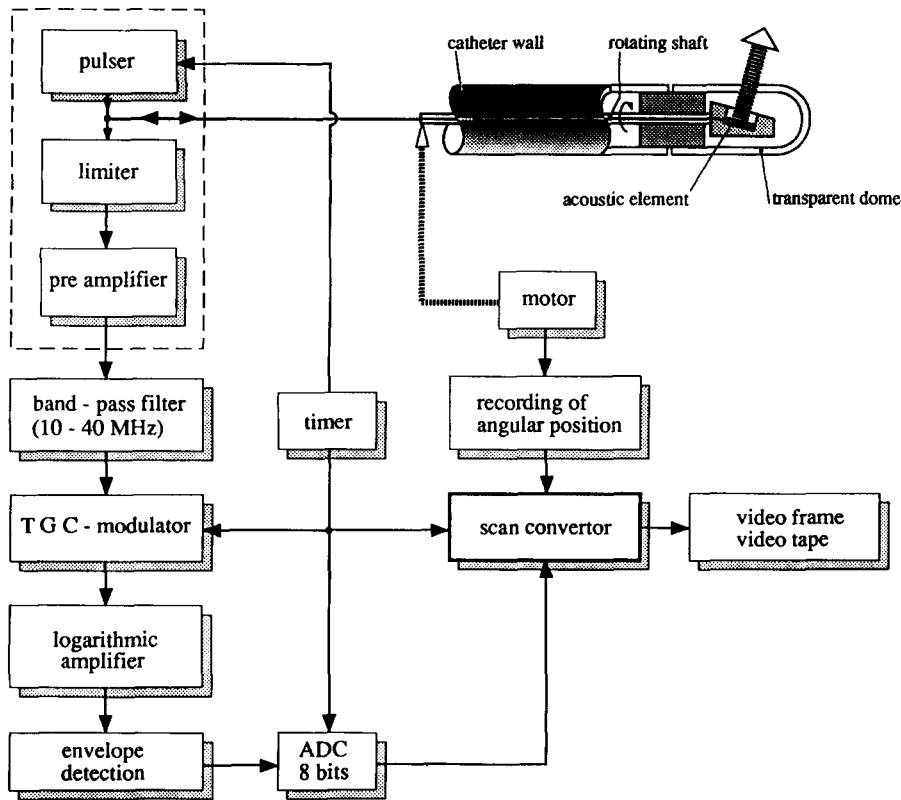 pulser
limiter
pre amplifier
band - pass filter
(10 - 40 MHz)
T G C - modulator
logarithmic
amplifier
envelope
detection
timer
ADC
8 bits
catheter wall
rotating shaft
acoustic element
transparent dome
motor
recording of
angular position
scan convertor
video frame
video tape